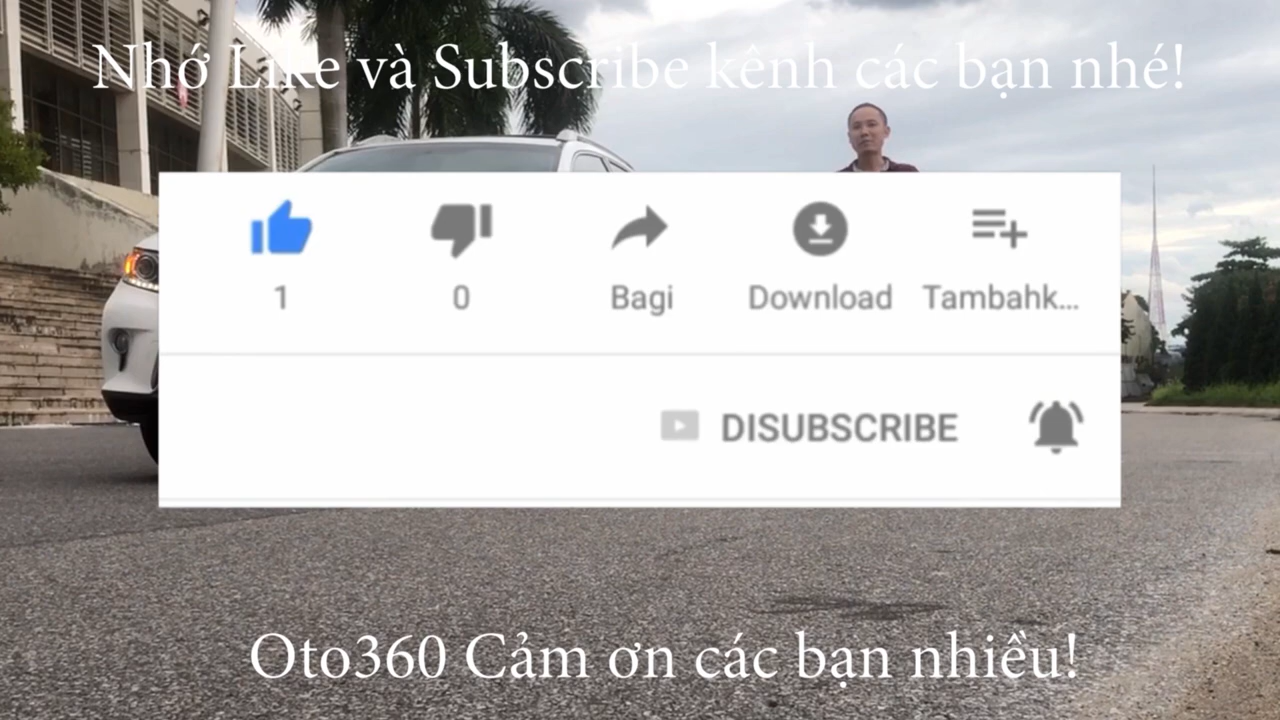 Nhớ Like và Subscribe kênh các bạn nhé!
1
0
Bagi
Download
Tambahk...
DISUBSCRIBE
Oto360 Cảm ơn các bạn nhiều!